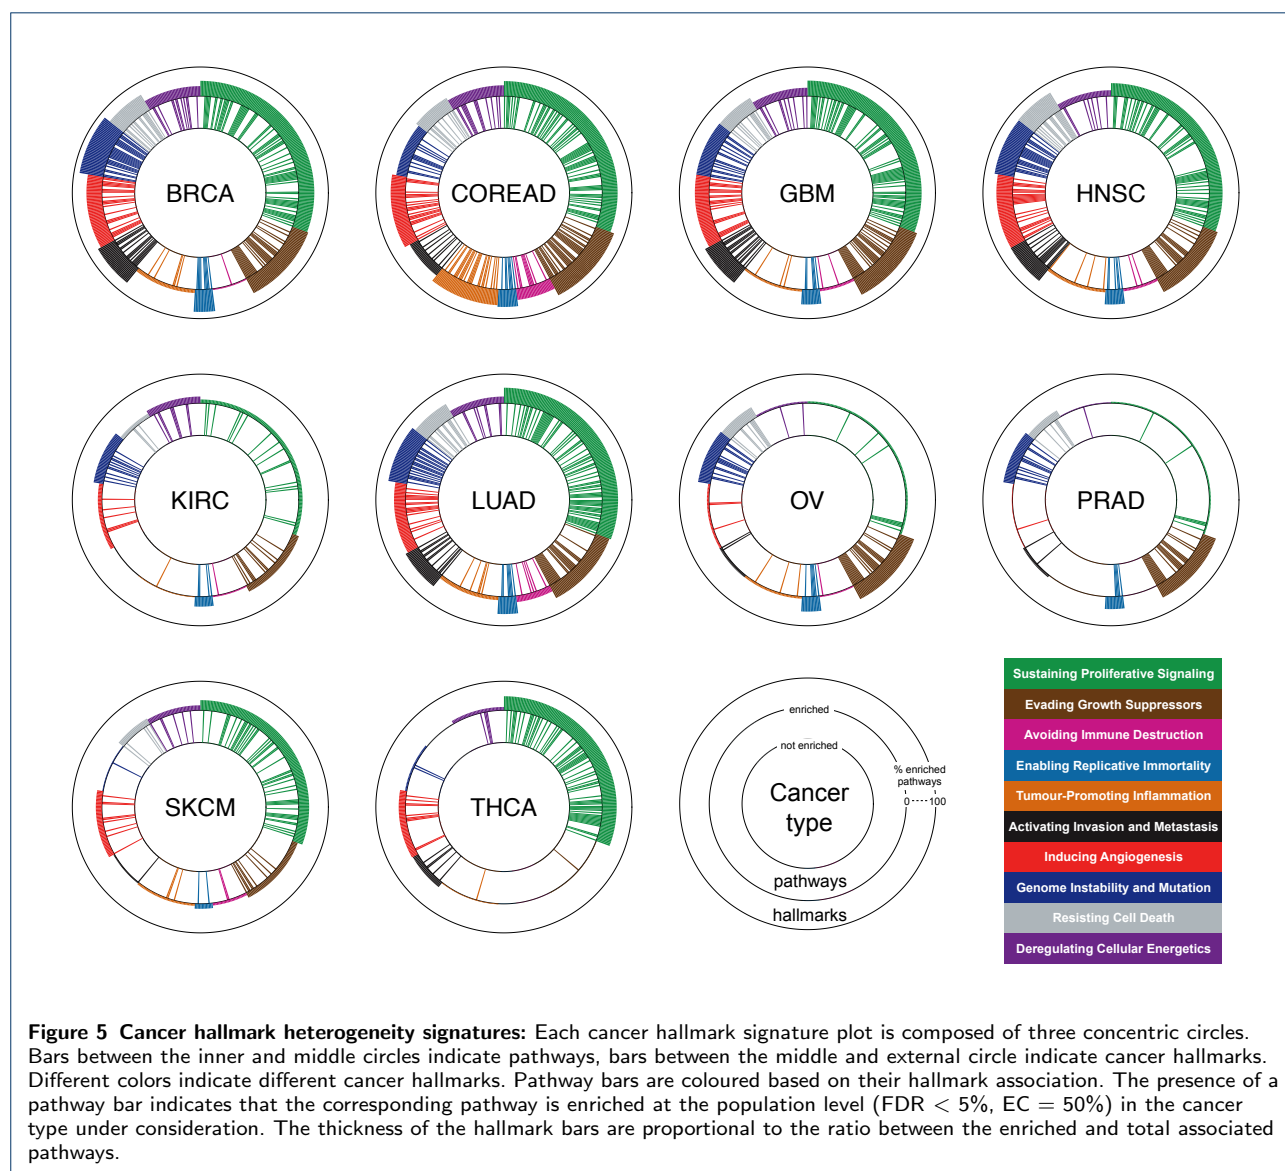 BRCA
COREAD
GBM
HNSC
KIRC
LUAD
OV
PRAD
SKCM
THCA
enriched
not enriched
% enriched
pathways
0 ---- 100
Cancer
type
pathways
hallmarks
Sustaining Proliferative Signaling
Evading Growth Suppressors
Avoiding Immune Destruction
Enabling Replicative Immortality
Tumour-Promoting Inflammation
Activating Invasion and Metastasis
Inducing Angiogenesis
Genome Instability and Mutation
Resisting Cell Death
Deregulating Cellular Energetics
Figure 5 Cancer hallmark heterogeneity signatures: Each cancer hallmark signature plot is composed of three concentric circles.
Bars between the inner and middle circles indicate pathways, bars between the middle and external circle indicate cancer hallmarks.
Different colors indicate different cancer hallmarks. Pathway bars are coloured based on their hallmark association. The presence of a
pathway bar indicates that the corresponding pathway is enriched at the population level (FDR < 5%, EC = 50%) in the cancer
type under consideration. The thickness of the hallmark bars are proportional to the ratio between the enriched and total associated
pathways.